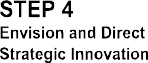 STEP 4
Envision and Direct
Strategic Innovation